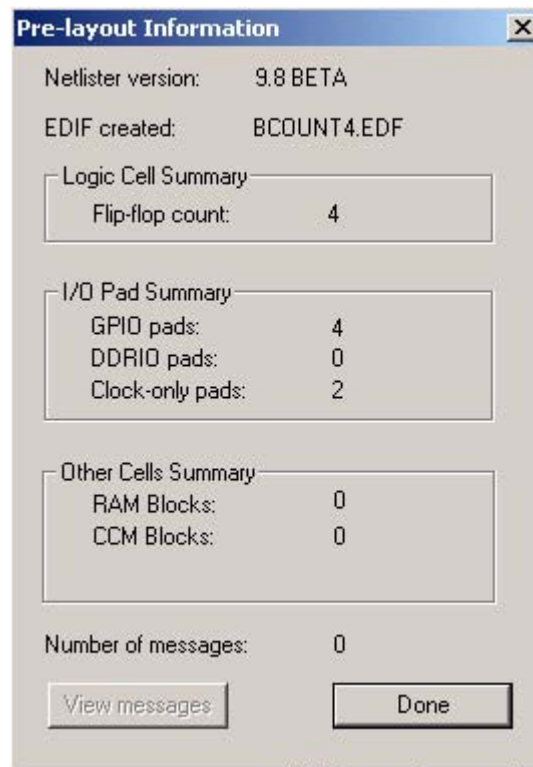 Pre-layout Information
Netlister version: 9.8 BETA
EDIF created: BCOUNT4.EDF
Logic Cell Summary
Flip-flop count: 4
I/O Pad Summary
GPIO pads: 4
DDRIO pads: 0
Clock-only pads: 2
Other Cells Summary
RAM Blocks: 0
CCM Blocks: 0
Number of messages: 0
View messages Done